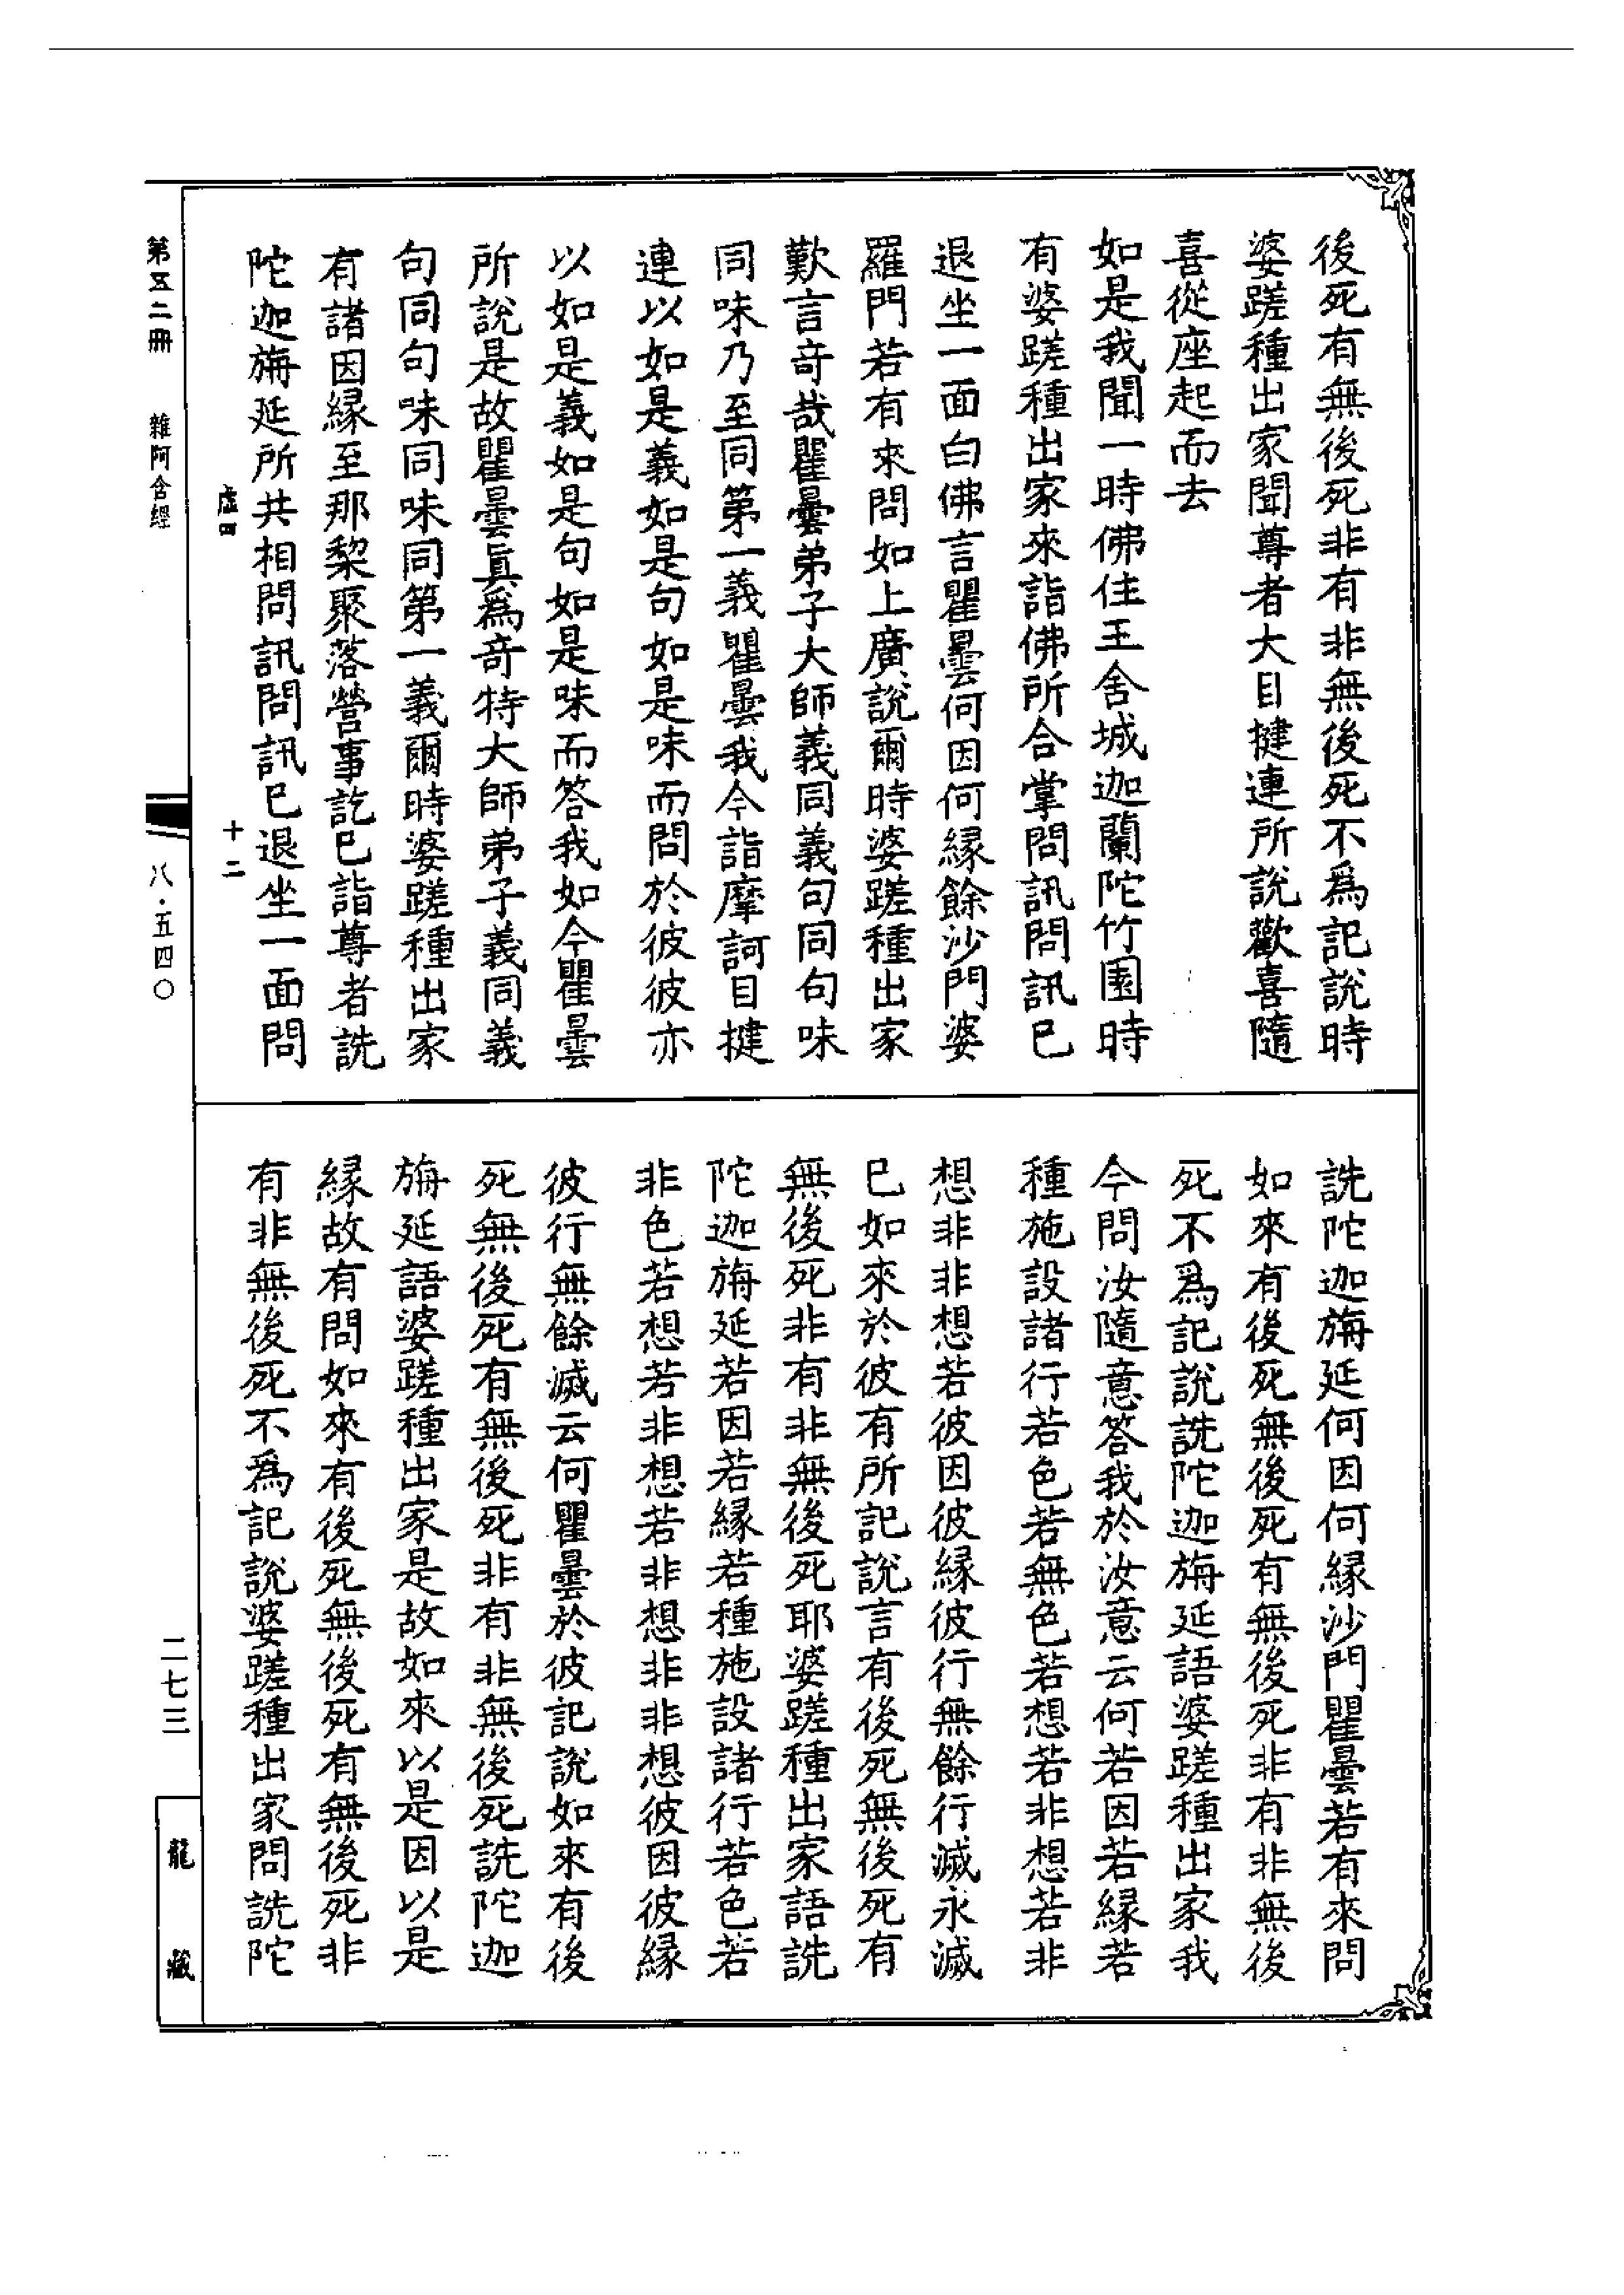 後死有無後死非有非無後死不為記說時
婆蹉種出家聞尊者大目揵連所說歡喜隨
喜從座起而去
如是我聞一時佛住王舍城迦蘭陀竹園時
有婆蹉種出家來詣佛所合掌問訊問訊已
退坐一面白佛言瞿曇何因何緣餘沙門婆
羅門若有來問如上廣說爾時婆蹉種出家
歎言奇哉瞿曇弟子大師義同義句同句味
同味乃至同第一義瞿曇我今詣摩訶目揵
連以如是義如是句如是味而問於彼彼亦
以如是義如是句如是味而答我如今瞿曇
所說是故瞿曇真為奇特大師弟子義同義
句同句味同味同第一義爾時婆蹉種出家
有諸因緣至那梨聚落營事訖已詣尊者詵
陀迦旃延所共相問訊問訊已退坐一面問
詵陀迦旃延何因何緣沙門瞿曇若有來問
如來有後死無後死有無後死非有非無後
死不為記說詵陀迦旃延語婆蹉種出家我
今問汝隨意答我於汝意云何若因若緣若
種施設諸行若色若無色若想若非想若非
想非非想若彼因彼緣彼行無餘行滅永滅
已如來於彼有所記說言有後死無後死有
無後死非有非無後死耶婆蹉種出家語詵
陀迦旃延若因若緣若種施設諸行若色若
非色若想若非想若非想非非想彼因彼緣
彼行無餘滅云何瞿曇於彼記說如來有後
死無後死有無後死非有非無後死詵陀迦
旃延語婆蹉種出家是故如來以是因以是
緣故有問如來有後死無後死有無後死非
有非無後死不為記說婆蹉種出家問詵陀
虛四 十二
第五二冊 雜阿含經 八·五四〇 二七三
龍藏